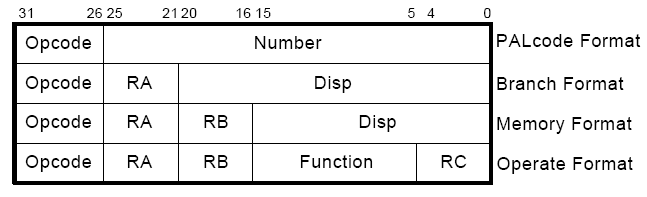 31 26 25 21 20 16 15 5 4 0
Opcode Number PALcode Format
Opcode RA Disp Branch Format
Opcode RA RB Disp Memory Format
Opcode RA RB Function RC Operate Format